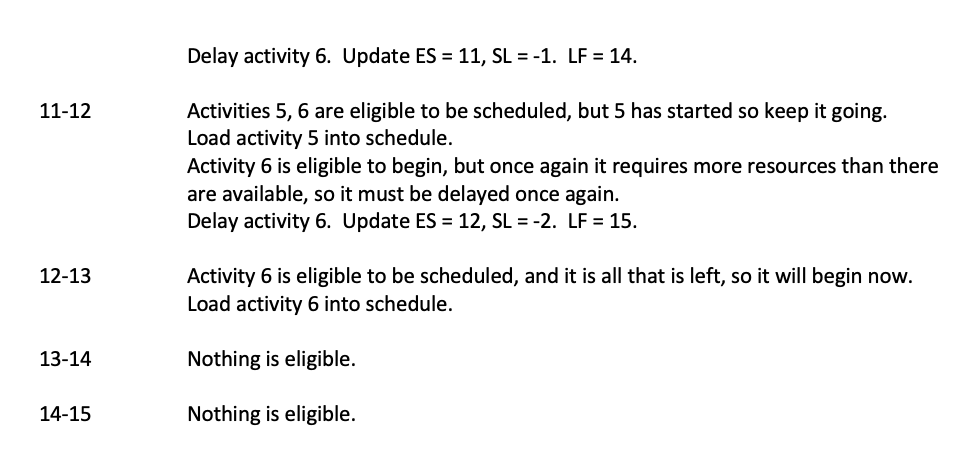 Delay activity 6.  Update ES = 11, SL = -1.  LF = 14.
11-12 Activities 5, 6 are eligible to be scheduled, but 5 has started so keep it going.
Load activity 5 into schedule.
Activity 6 is eligible to begin, but once again it requires more resources than there
are available, so it must be delayed once again.
Delay activity 6.  Update ES = 12, SL = -2.  LF = 15.
12-13 Activity 6 is eligible to be scheduled, and it is all that is left, so it will begin now.
Load activity 6 into schedule.
13-14 Nothing is eligible.
14-15 Nothing is eligible.